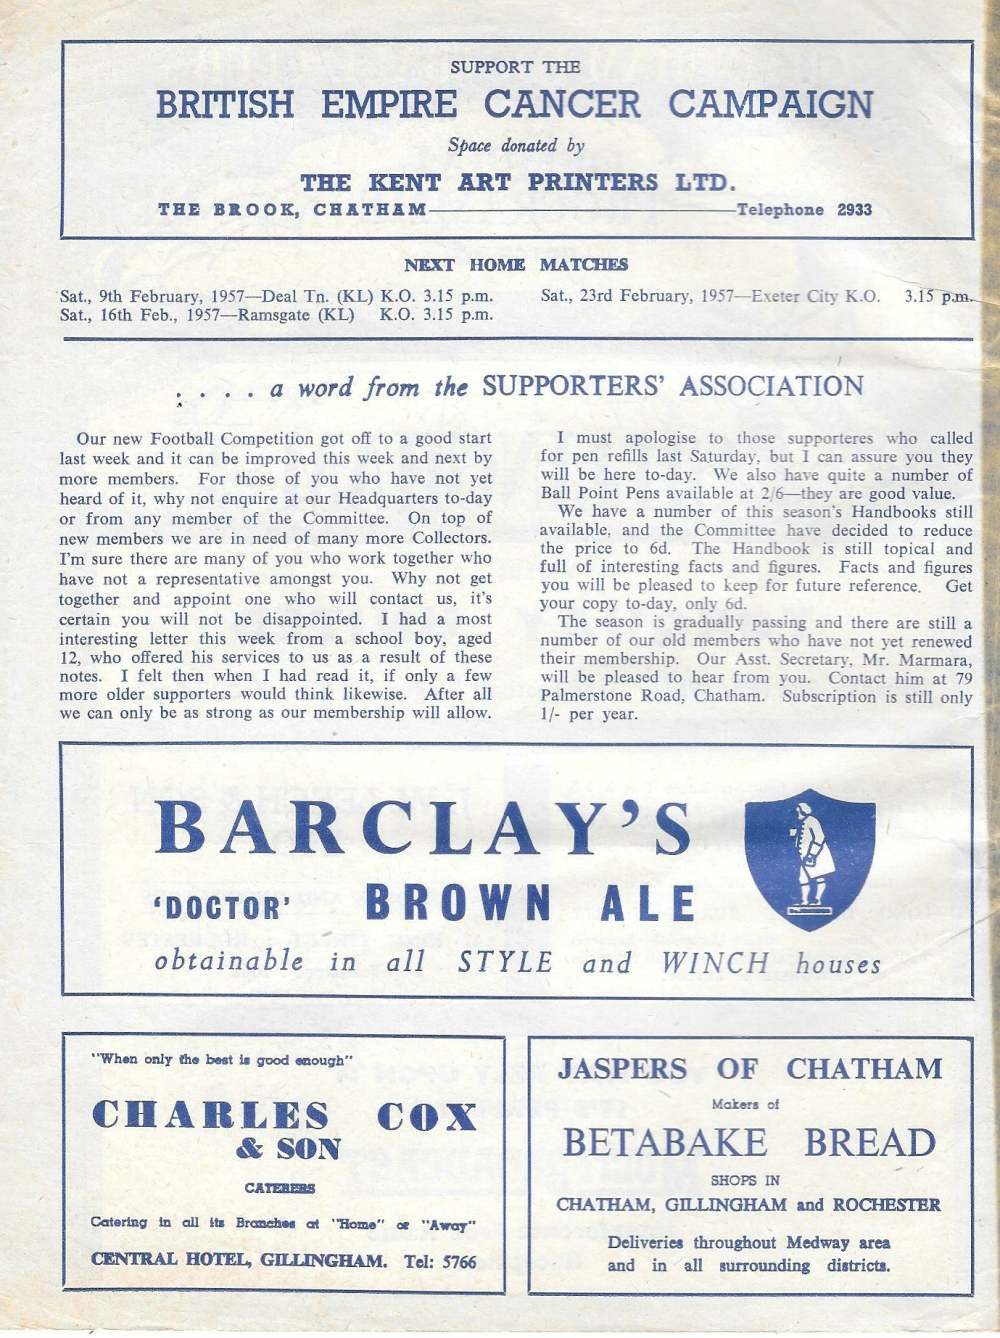 SUPPORT THE
BRITISH EMPIRE CANCER CAMPAIGN
Space donated by
THE KENT ART PRINTERS LTD.
THE BROOK, CHATHAM—Telephone 2933
NEXT HOME MATCHES
Sat., 9th February, 1957—Deal Tn. (KL) K.O. 3.15 p.m.
Sat., 16th Feb., 1957—Ramsgate (KL) K.O. 3.15 p.m.
Sat., 23rd February, 1957—Exeter City K.O. 3.15 p.m.
. . . . a word from the SUPPORTERS' ASSOCIATION
Our new Football Competition got off to a good start
last week and it can be improved this week and next by
more members. For those of you who have not yet
heard of it, why not enquire at our Headquarters to-day
or from any member of the Committee. On top of
new members we are in need of many more Collectors.
I'm sure there are many of you who work together who
have not a representative amongst you. Why not get
together and appoint one who will contact us, it's
certain you will not be disappointed. I had a most
interesting letter this week from a school boy, aged
12, who offered his services to us as a result of these
notes. I felt then when I had read it, if only a few
more older supporters would think likewise. After all
we can only be as strong as our membership will allow.
I must apologise to those supporteres who called
for pen refills last Saturday, but I can assure you they
will be here to-day. We also have quite a number of
Ball Point Pens available at 2/6—they are good value.
We have a number of this season's Handbooks still
available, and the Committee have decided to reduce
the price to 6d. The Handbook is still topical and
full of interesting facts and figures. Facts and figures
you will be pleased to keep for future reference. Get
your copy to-day, only 6d.
The season is gradually passing and there are still a
number of our old members who have not yet renewed
their membership. Our Asst. Secretary, Mr. Marmara,
will be pleased to hear from you. Contact him at 79
Palmerstone Road, Chatham. Subscription is still only
1/- per year.
BARCLAY'S
'DOCTOR' BROWN ALE
obtainable in all STYLE and WINCH houses
"When only the best is good enough"
CHARLES COX
& SON
CATERERS
Catering in all its Branches at "Home" or "Away"
CENTRAL HOTEL, GILLINGHAM. Tel: 5766
JASPERS OF CHATHAM
Makers of
BETABAKE BREAD
SHOPS IN
CHATHAM, GILLINGHAM and ROCHESTER
Deliveries throughout Medway area
and in all surrounding districts.